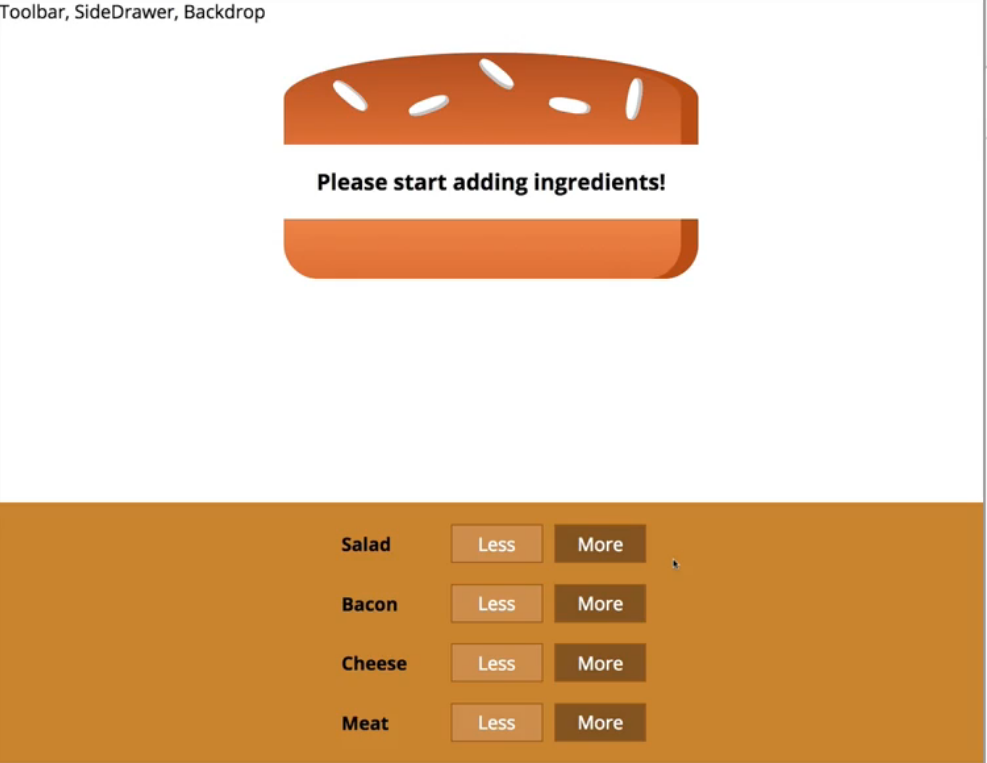 Toolbar, SideDrawer, Backdrop
Please start adding ingredients!
Salad Less More
Bacon Less More
Cheese Less More
Meat Less More